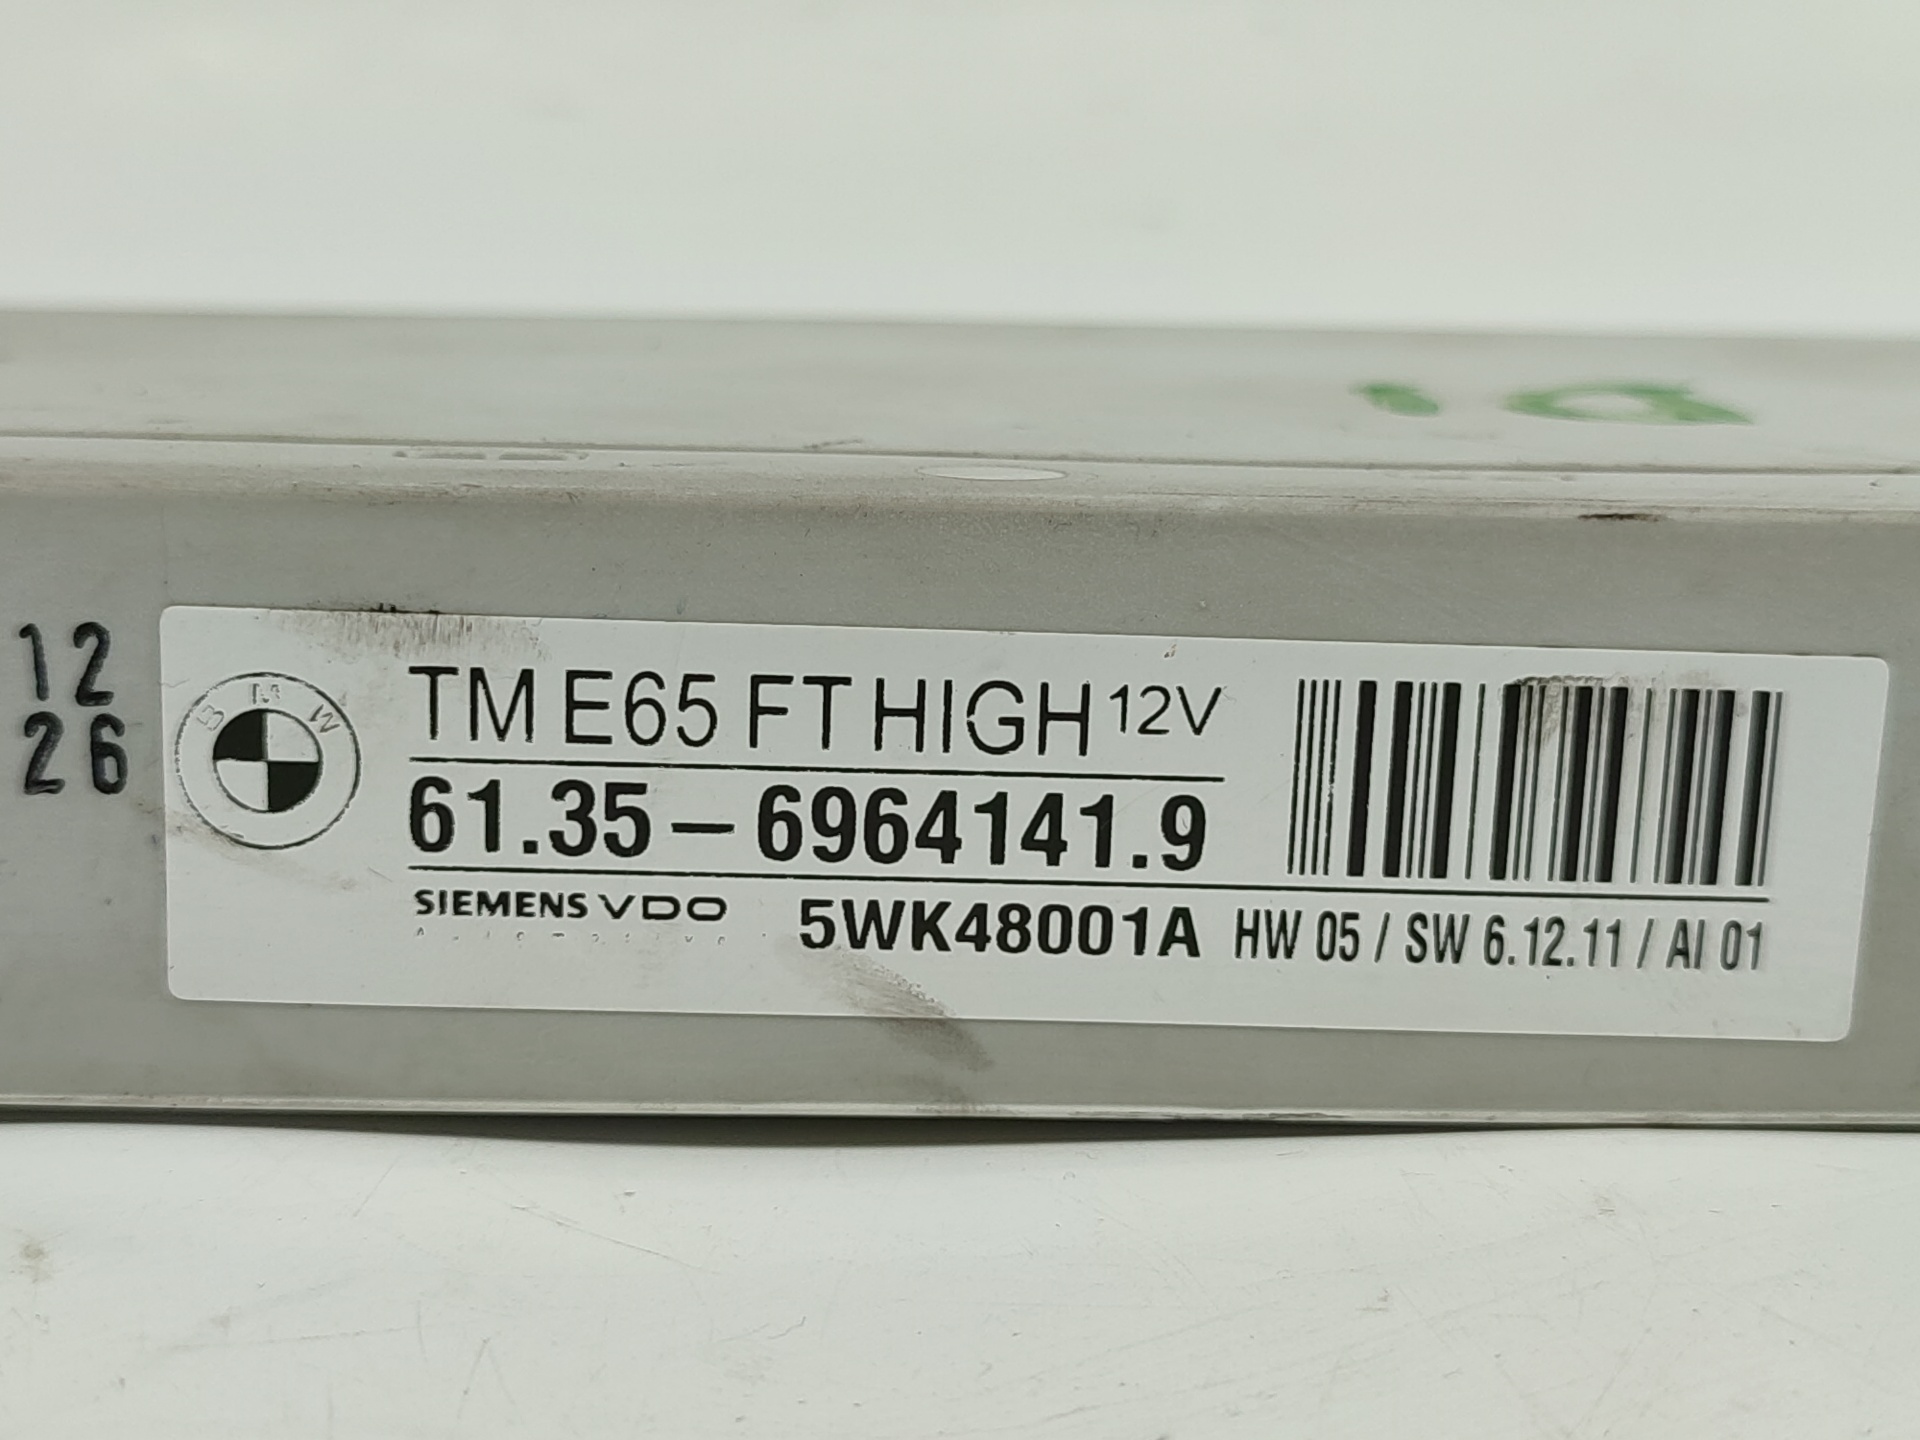 12
26
BMW
TM E65 FT HIGH 12V
61.35 – 6964141.9
SIEMENS VDO 5WK48001A HW 05 / SW 6.12.11 / AI 01